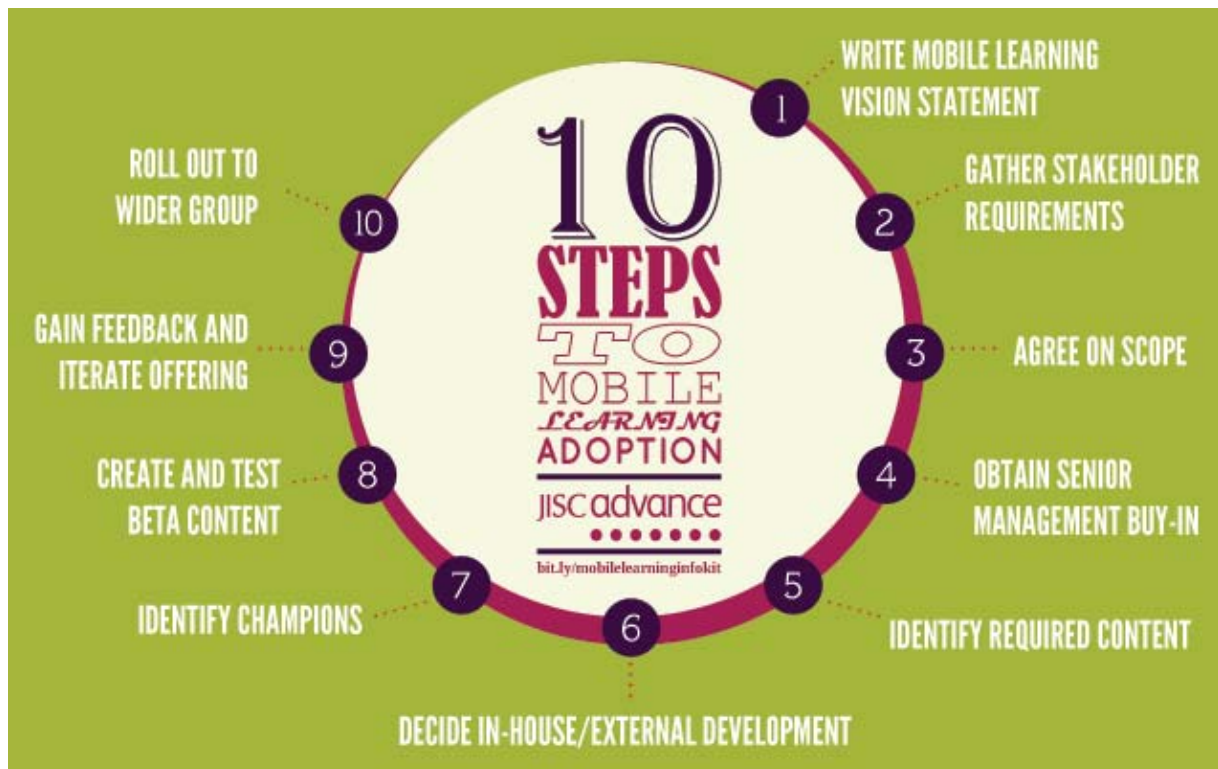 10
STEPS
TO
MOBILE
LEARNING
ADOPTION
JISC advance
bit.ly/mobilelearninginfokit
1
WRITE MOBILE LEARNING
VISION STATEMENT
2
GATHER STAKEHOLDER
REQUIREMENTS
3
AGREE ON SCOPE
4
OBTAIN SENIOR
MANAGEMENT BUY-IN
5
IDENTIFY REQUIRED CONTENT
6
DECIDE IN-HOUSE/EXTERNAL DEVELOPMENT
7
IDENTIFY CHAMPIONS
8
CREATE AND TEST
BETA CONTENT
9
GAIN FEEDBACK AND
ITERATE OFFERING
10
ROLL OUT TO
WIDER GROUP